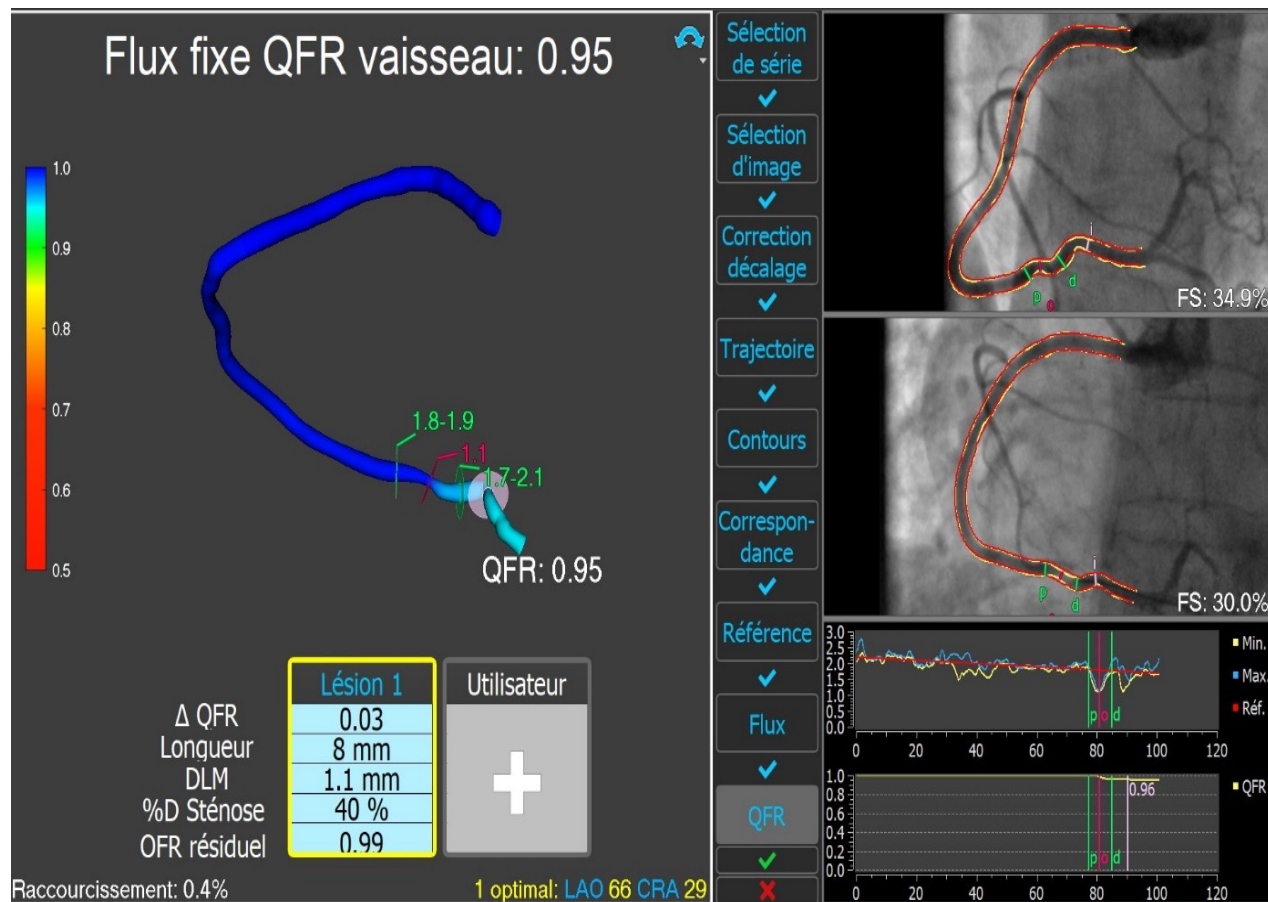 Flux fixe QFR vaisseau: 0.95
1.0
0.9
0.8
0.7
0.6
0.5
1.8-1.9
1.1
1.7-2.1
QFR: 0.95
Lésion 1
Utilisateur
Δ QFR
0.03
Longueur
8 mm
DLM
1.1 mm
%D Sténose
40 %
QFR résiduel
0.99
Raccourcissement: 0.4%
1 optimal: LAO 66 CRA 29
Sélection
de série
Sélection
d'image
Correction
décalage
Trajectoire
Contours
Correspon-
dance
Référence
Flux
QFR
i
p
o
d
FS: 34.9%
i
p
d
FS: 30.0%
3.0
2.5
2.0
1.5
1.0
0.5
0.0
p o d
0 20 40 60 80 100 120
Min.
Max.
Réf.
1.0
0.8
0.6
0.4
0.2
0.0
0.96
p o d
0 20 40 60 80 100 120
QFR